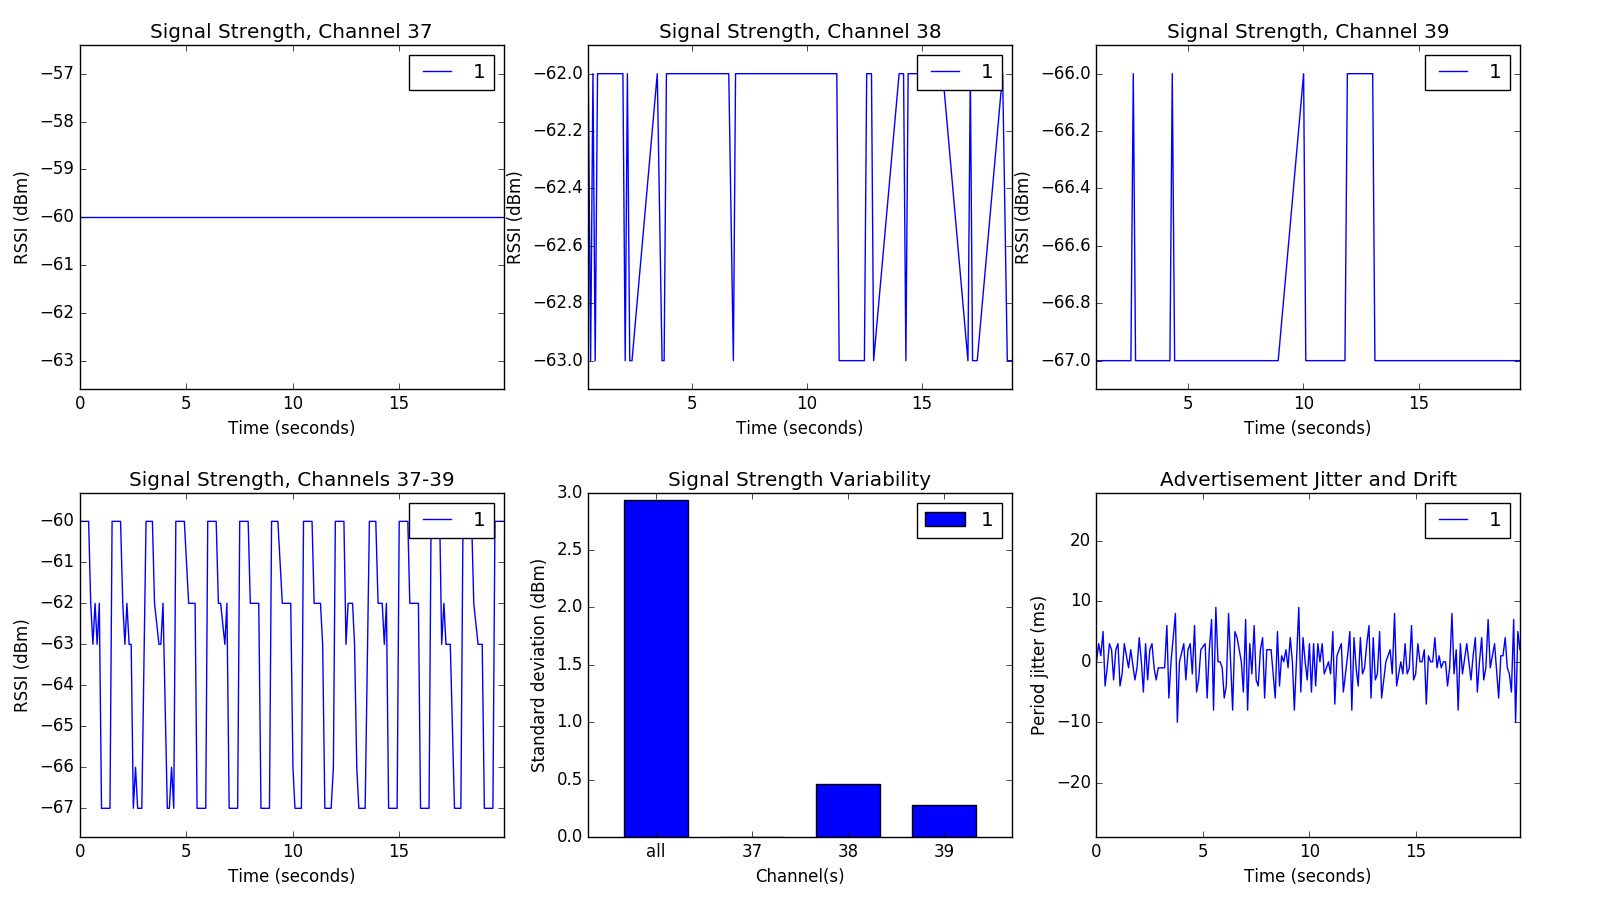 Signal Strength, Channel 37
1
−57
−58
−59
−60
−61
−62
−63
RSSI (dBm)
0 5 10 15
Time (seconds)
Signal Strength, Channel 38
1
−62.0
−62.2
−62.4
−62.6
−62.8
−63.0
RSSI (dBm)
5 10 15
Time (seconds)
Signal Strength, Channel 39
1
−66.0
−66.2
−66.4
−66.6
−66.8
−67.0
RSSI (dBm)
5 10 15
Time (seconds)
Signal Strength, Channels 37-39
1
−60
−61
−62
−63
−64
−65
−66
−67
RSSI (dBm)
0 5 10 15
Time (seconds)
Signal Strength Variability
1
3.0
2.5
2.0
1.5
1.0
0.5
0.0
Standard deviation (dBm)
all 37 38 39
Channel(s)
Advertisement Jitter and Drift
1
20
10
0
−10
−20
Period jitter (ms)
0 5 10 15
Time (seconds)